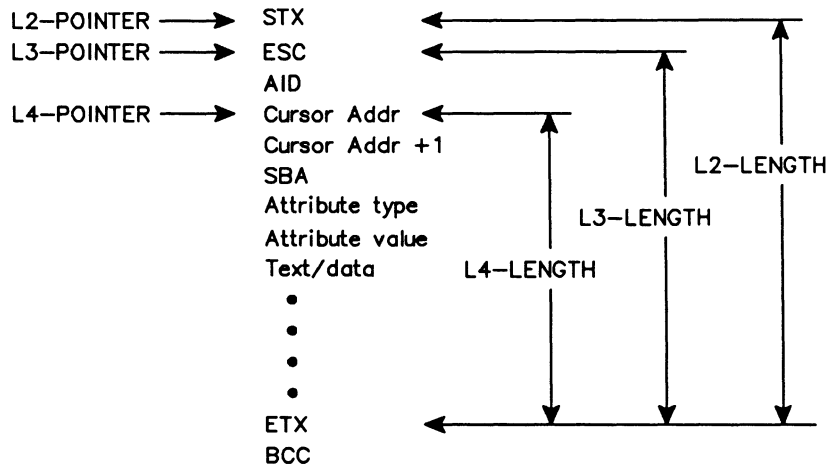 L2-POINTER STX
L3-POINTER ESC
AID
L4-POINTER Cursor Addr
Cursor Addr +1
SBA
Attribute type
Attribute value
Text/data
L2-LENGTH
L3-LENGTH
L4-LENGTH
ETX
BCC